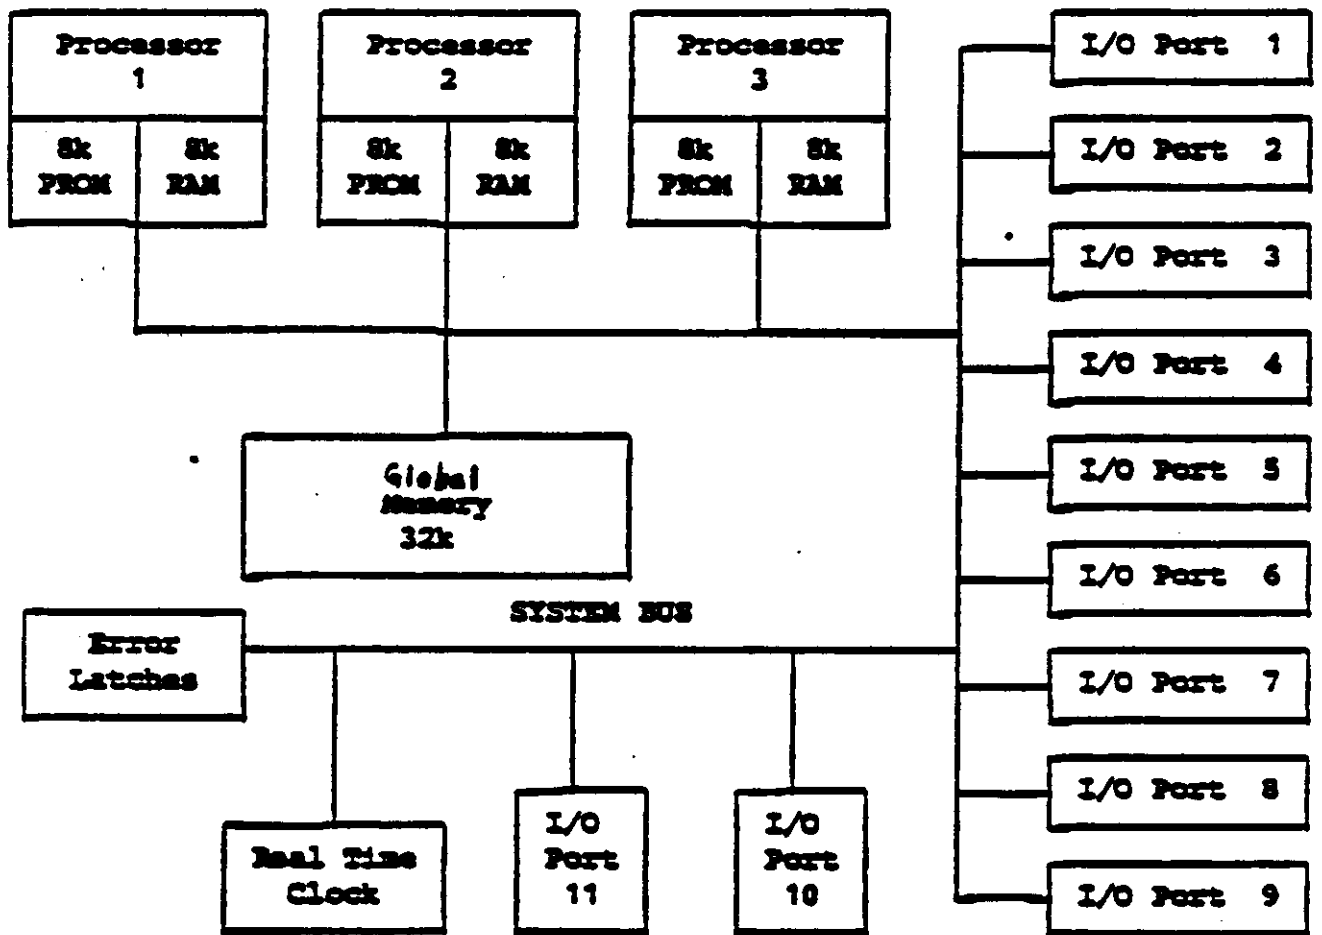 Processor
1
8k
PROM
8k
RAM
Processor
2
8k
PROM
8k
RAM
Processor
3
8k
PROM
8k
RAM
I/O Port 1
I/O Port 2
I/O Port 3
I/O Port 4
I/O Port 5
I/O Port 6
I/O Port 7
I/O Port 8
I/O Port 9
Global
Memory
32k
SYSTEM BUS
Error
Latches
Real Time
Clock
I/O
Port
11
I/O
Port
10